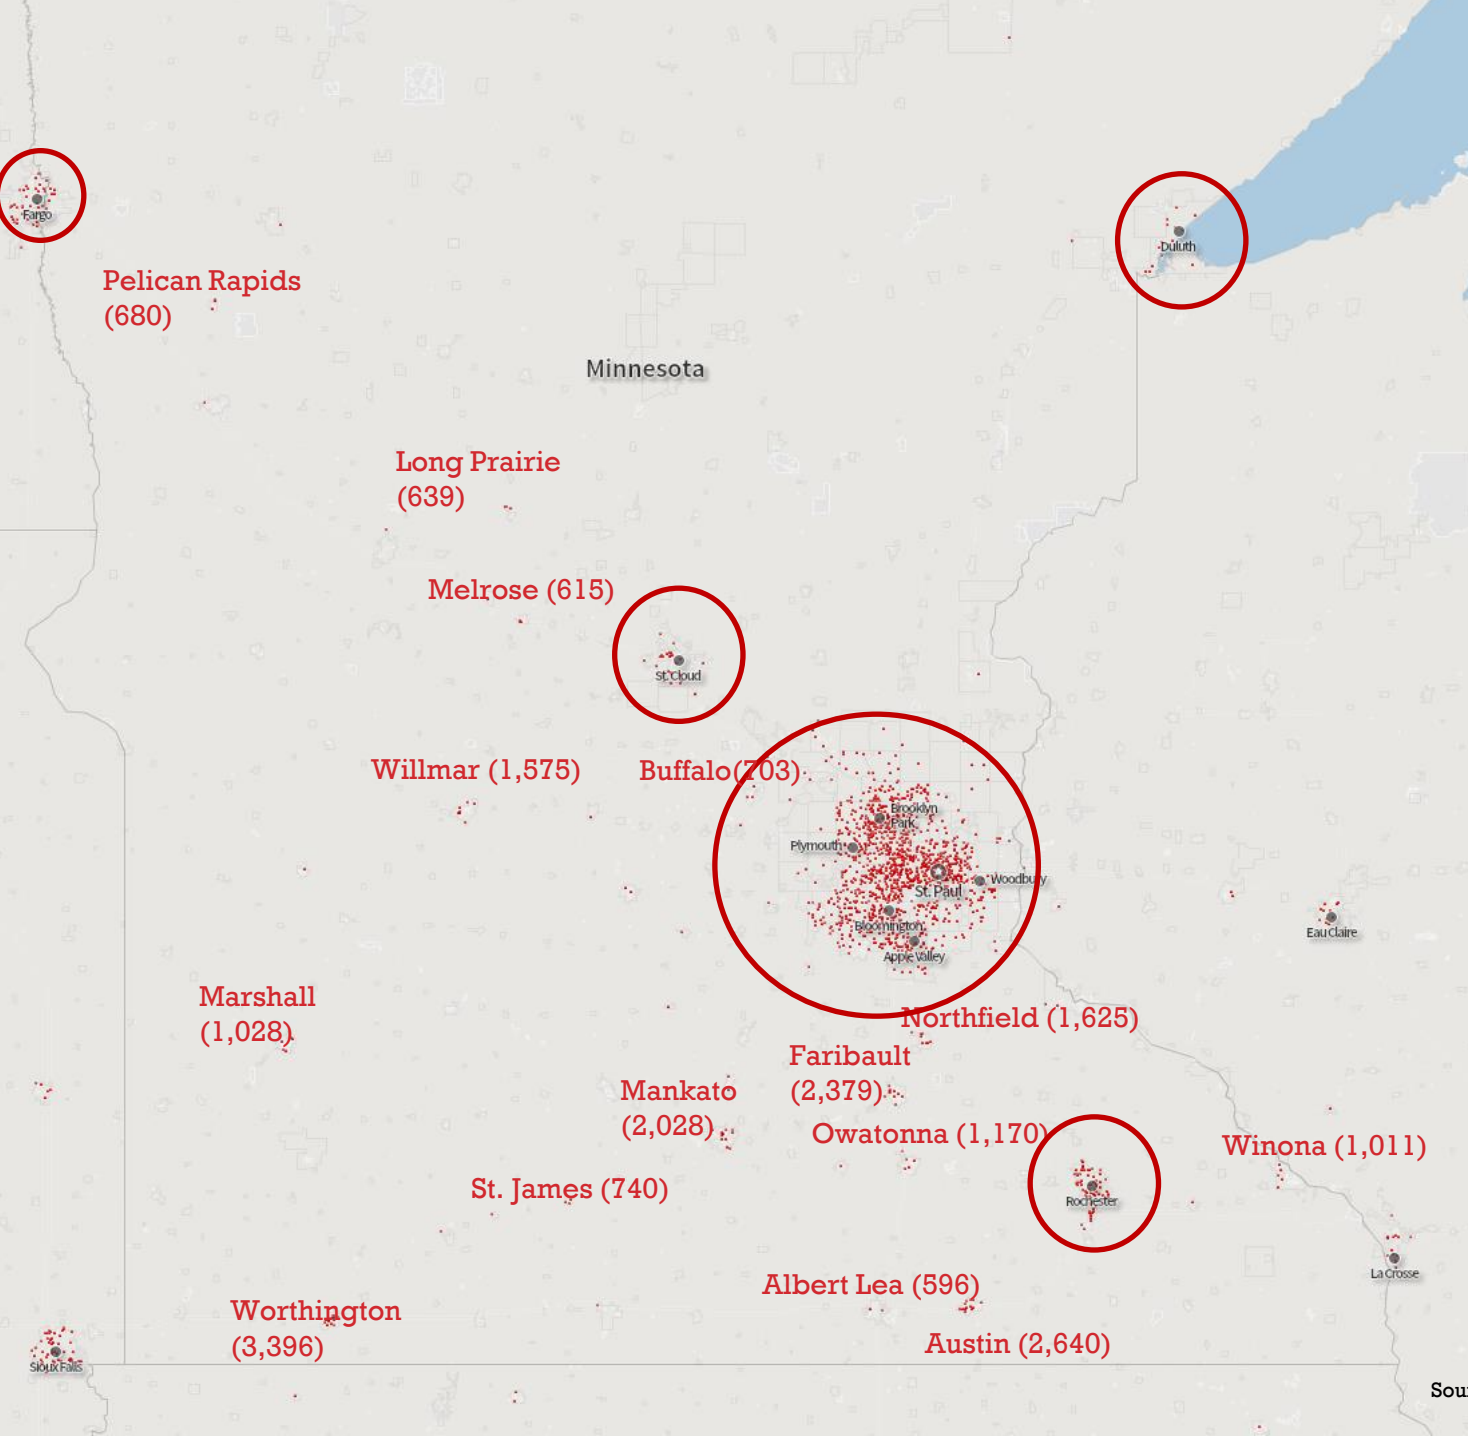 Fargo
Duluth
Pelican Rapids
(680)
Minnesota
Long Prairie
(639)
Melrose (615)
St. Cloud
Willmar (1,575)
Buffalo(703)
Brooklyn
Park
Plymouth
St. Paul
Woodbury
Bloomington
Apple Valley
Eau Claire
Marshall
(1,028)
Northfield (1,625)
Faribault
(2,379)
Mankato
(2,028)
Owatonna (1,170)
Winona (1,011)
St. James (740)
Rochester
La Crosse
Albert Lea (596)
Worthington
(3,396)
Austin (2,640)
Sioux Falls